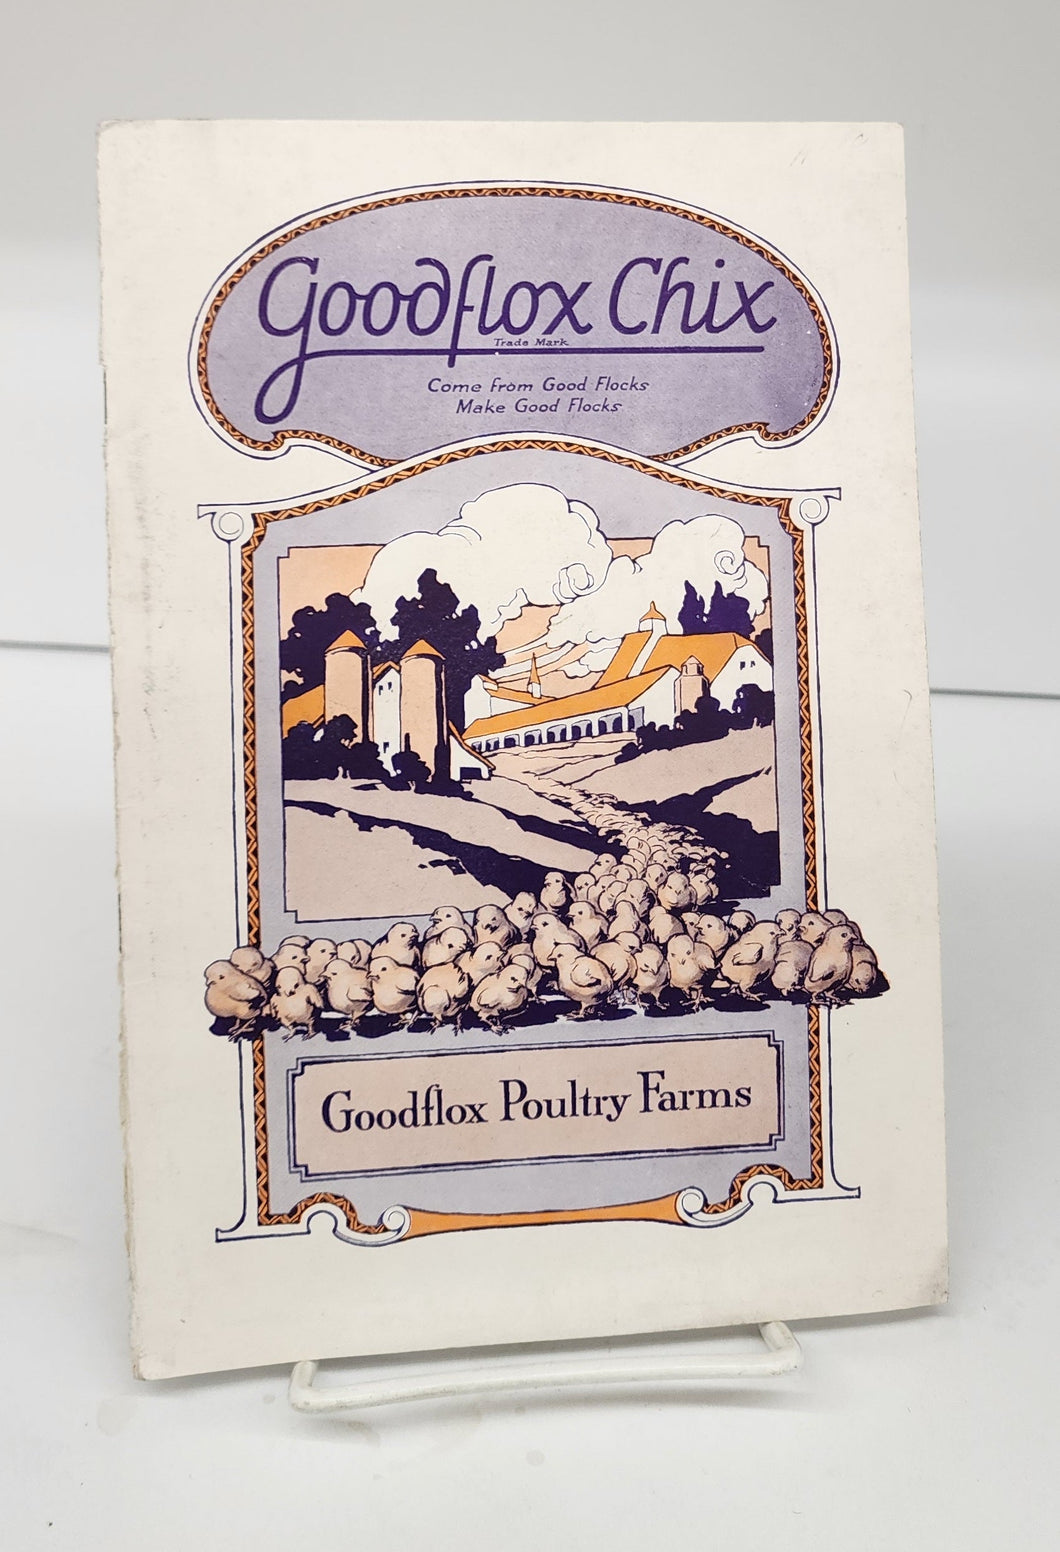 Goodflox Chix
Trade Mark
Come from Good Flocks
Make Good Flocks
Goodflox Poultry Farms